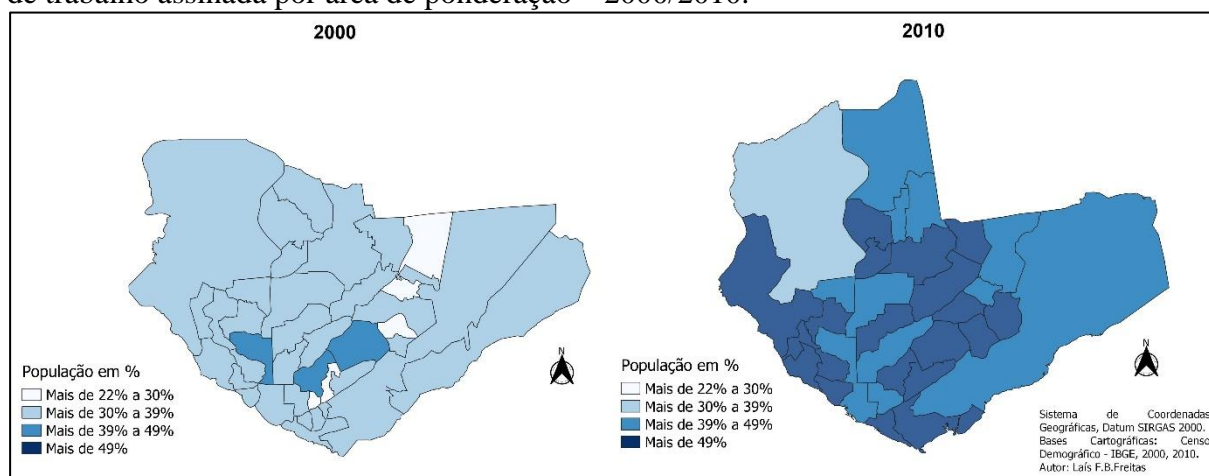 de trabalho assinada por área de ponderação – 2000/2010.
2000
2010
N
População em %
Mais de 22% a 30%
Mais de 30% a 39%
Mais de 39% a 49%
Mais de 49%
N
População em %
Mais de 22% a 30%
Mais de 30% a 39%
Mais de 39% a 49%
Mais de 49%
Sistema de Coordenadas
Geográficas, Datum SIRGAS 2000.
Bases Cartográficas: Censo
Demográfico - IBGE, 2000, 2010.
Autor: Laís F.B.Freitas